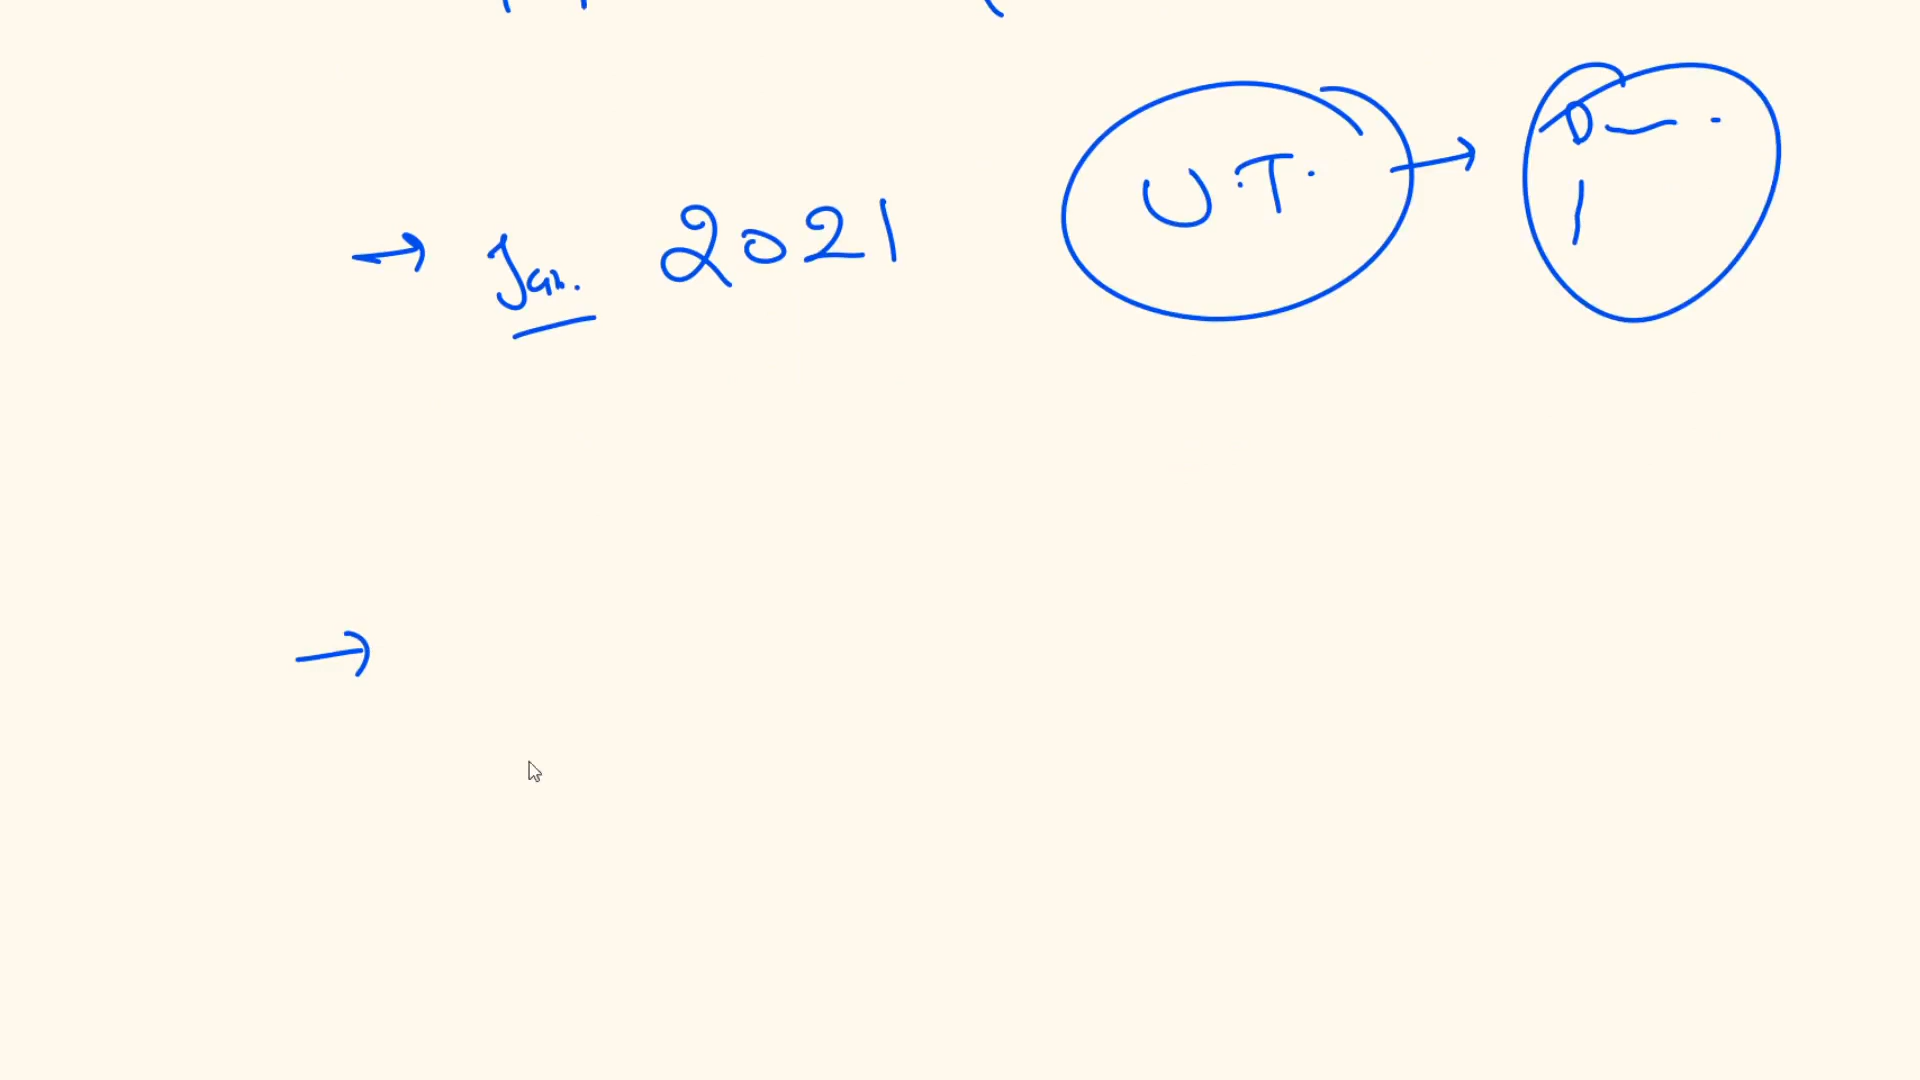 → Jan. 2021
U.T. →
→